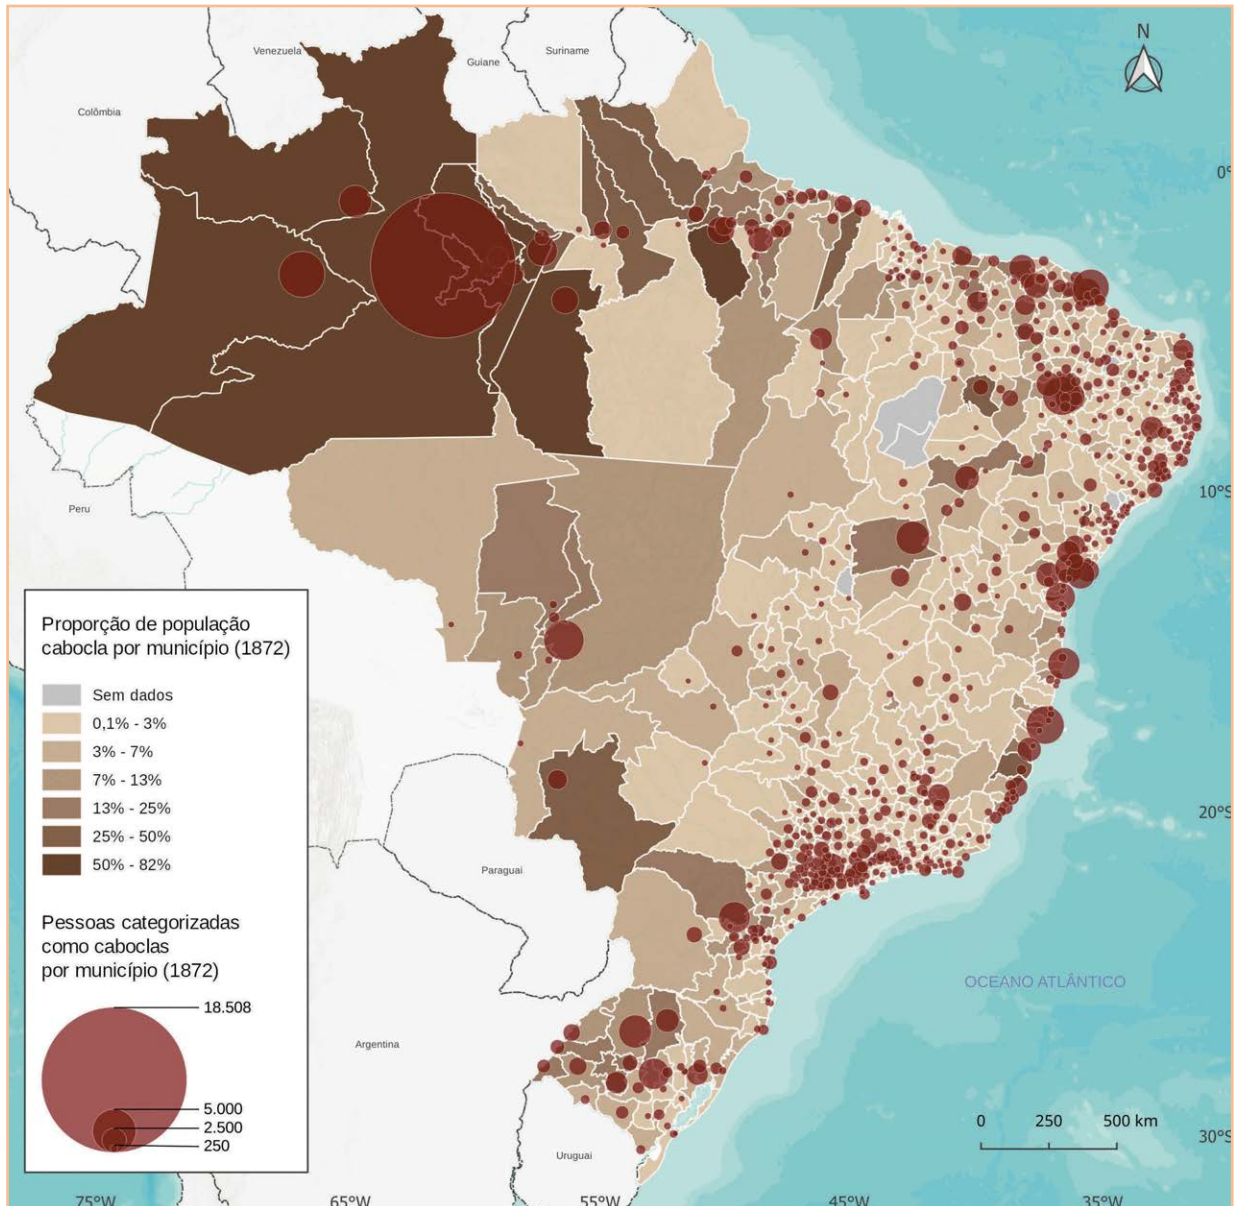 Venezuela
Suriname
Guiane
Colômbia
N
0°
10°S
Peru
Proporção de população
cabocla por município (1872)
Sem dados
0,1% - 3%
3% - 7%
7% - 13%
13% - 25%
25% - 50%
50% - 82%
20°S
Paraguai
Pessoas categorizadas
como caboclas
por município (1872)
18.508
5.000
2.500
250
OCEANO ATLÂNTICO
Argentina
0 250 500 km
30°S
Uruguai
75°W 65°W 55°W 45°W 35°W